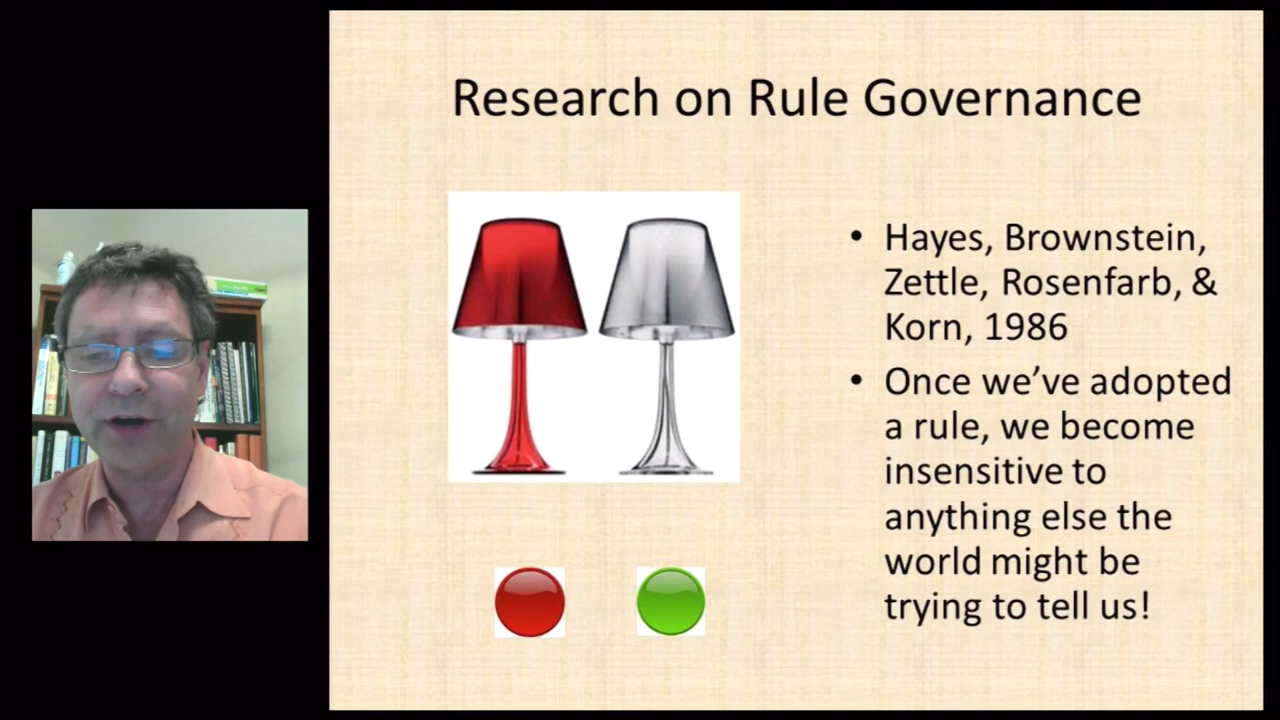 Research on Rule Governance
• Hayes, Brownstein,
Zettle, Rosenfarb, &
Korn, 1986
• Once we've adopted
a rule, we become
insensitive to
anything else the
world might be
trying to tell us!